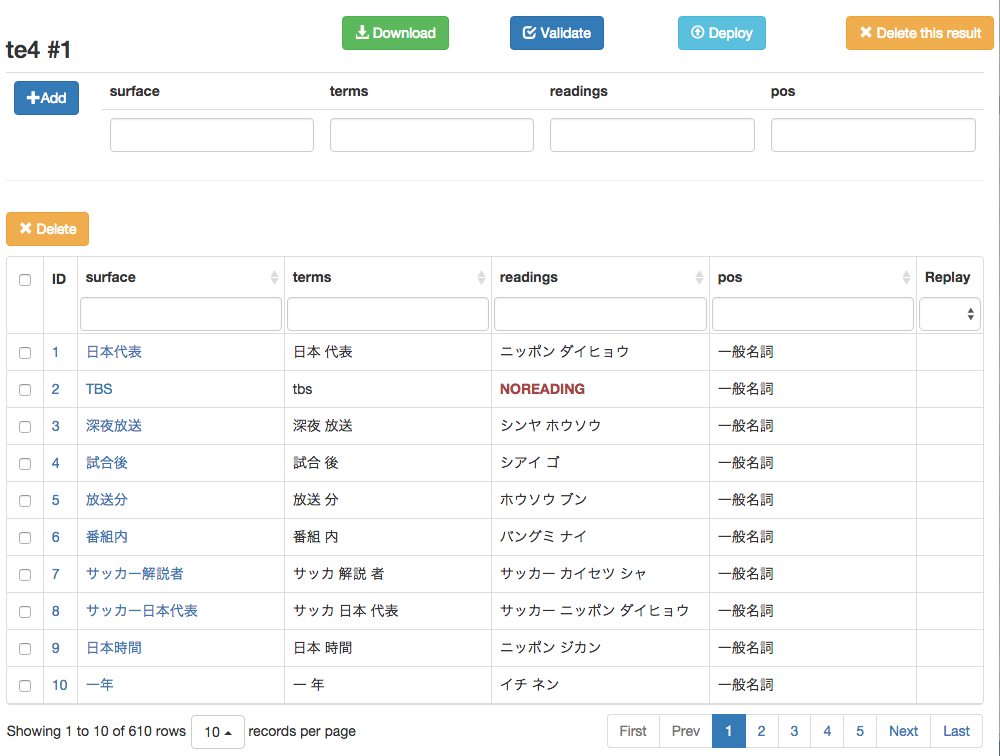 te4 #1
Download
Validate
Deploy
Delete this result
Add
surface terms readings pos
Delete
ID surface terms readings pos Replay
1 日本代表 日本 代表 ニッポン ダイヒョウ 一般名詞
2 TBS tbs NOREADING 一般名詞
3 深夜放送 深夜 放送 シンヤ ホウソウ 一般名詞
4 試合後 試合 後 シアイ ゴ 一般名詞
5 放送分 放送 分 ホウソウ ブン 一般名詞
6 番組内 番組 内 バングミ ナイ 一般名詞
7 サッカー解説者 サッカ 解説 者 サッカー カイセツ シャ 一般名詞
8 サッカー日本代表 サッカ 日本 代表 サッカー ニッポン ダイヒョウ 一般名詞
9 日本時間 日本 時間 ニッポン ジカン 一般名詞
10 一年 一 年 イチ ネン 一般名詞
Showing 1 to 10 of 610 rows 10 records per page First Prev 1 2 3 4 5 Next Last